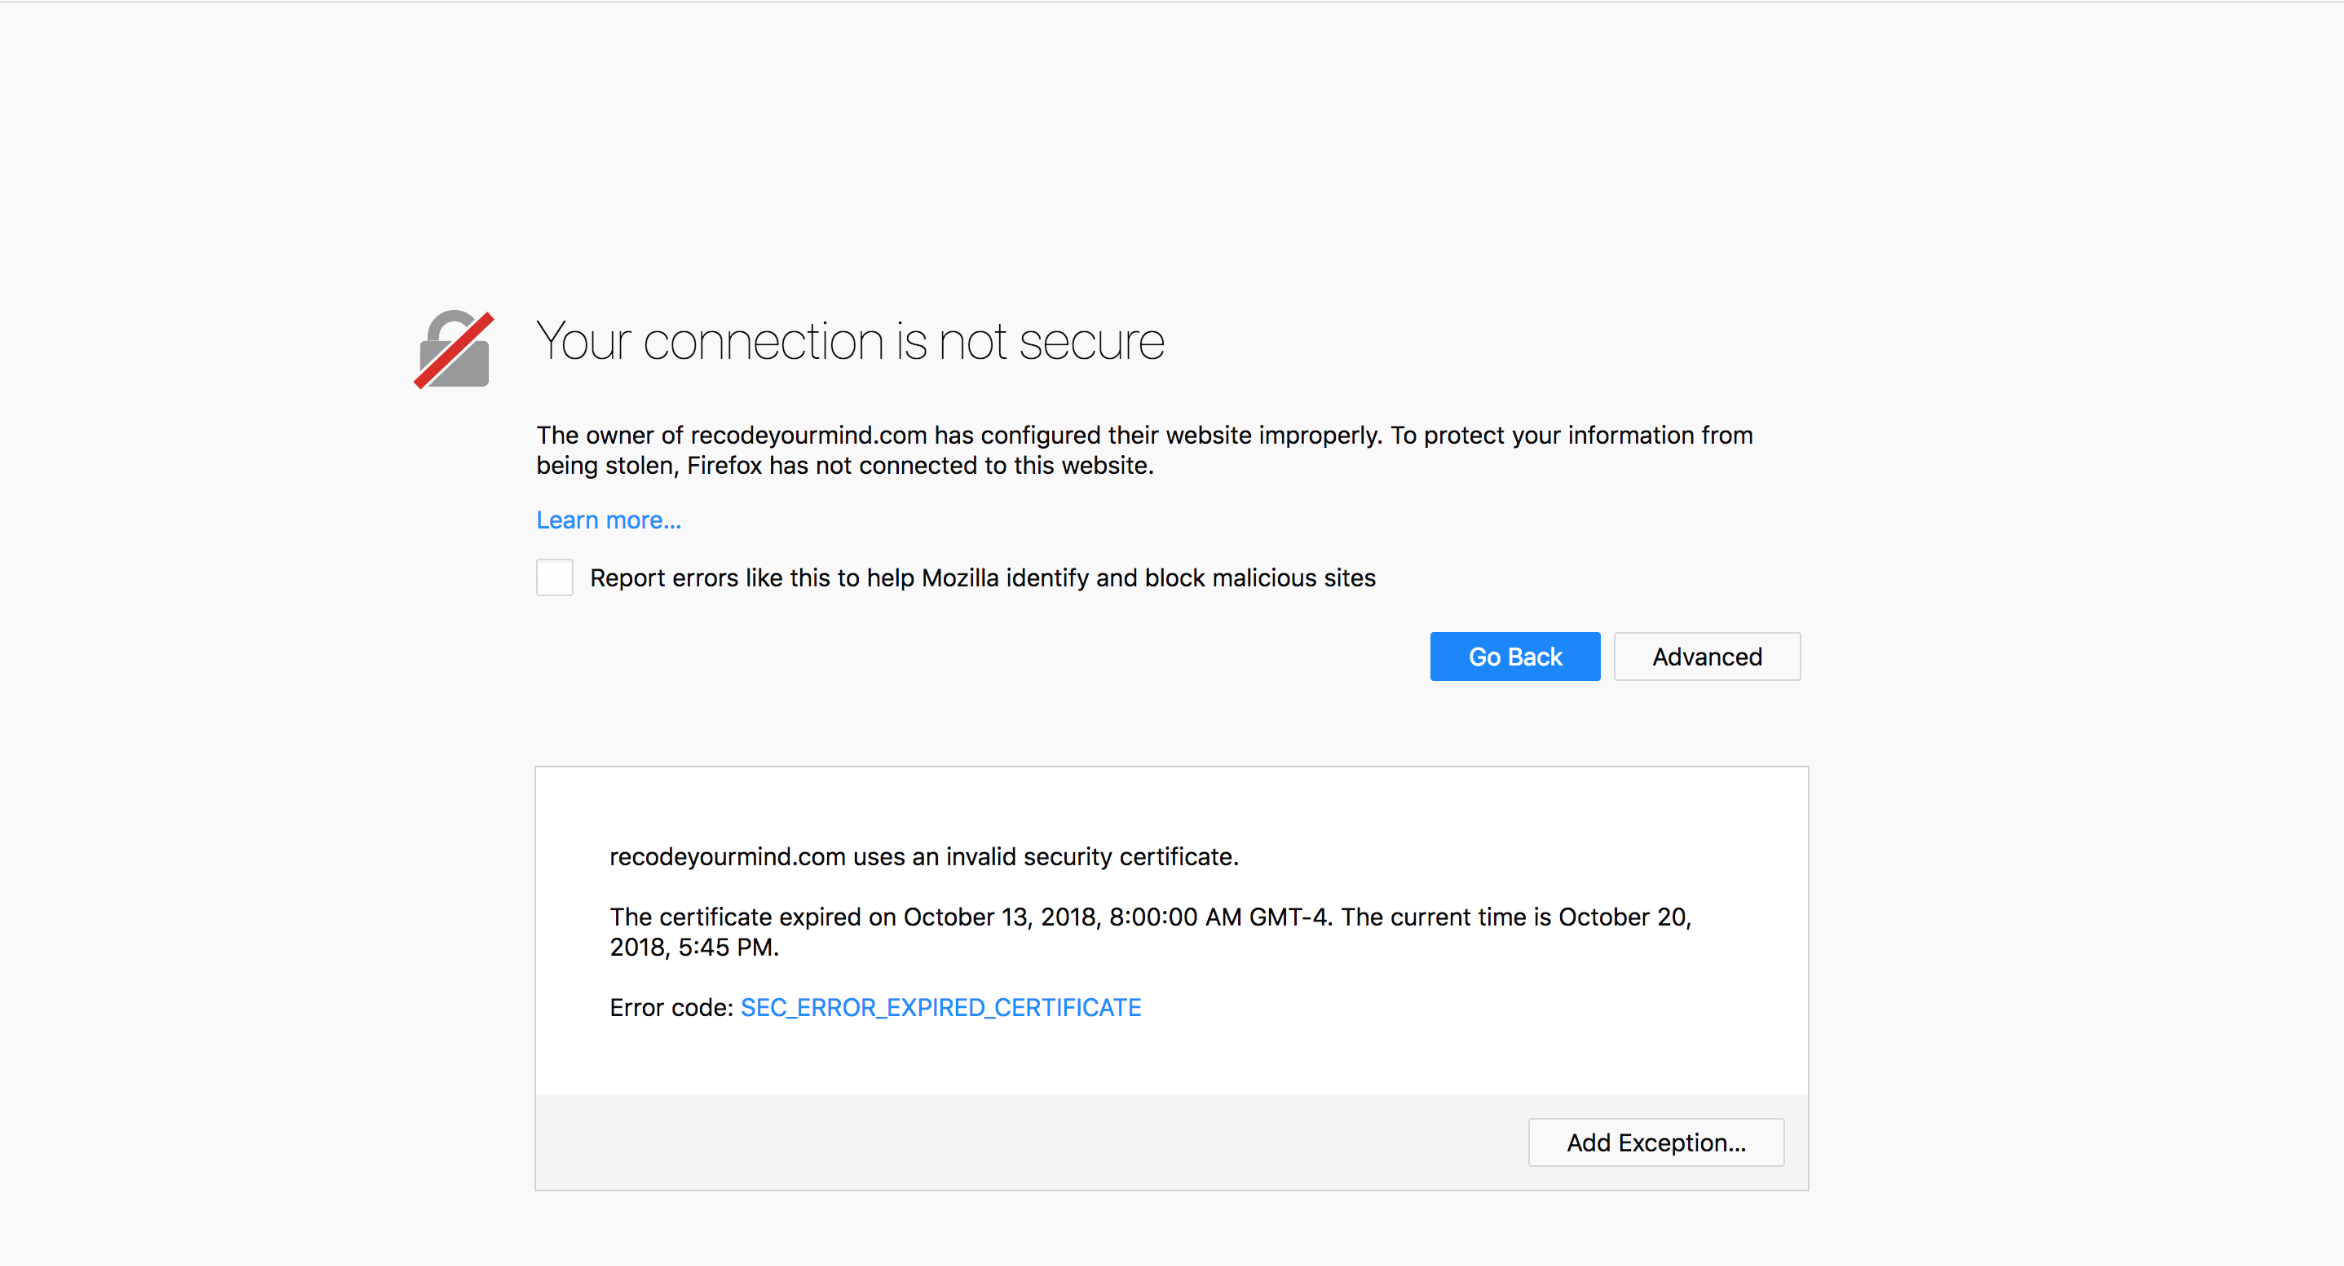 Your connection is not secure
The owner of recodeyourmind.com has configured their website improperly. To protect your information from
being stolen, Firefox has not connected to this website.
Learn more...
Report errors like this to help Mozilla identify and block malicious sites
Go Back
Advanced
recodeyourmind.com uses an invalid security certificate.
The certificate expired on October 13, 2018, 8:00:00 AM GMT-4. The current time is October 20,
2018, 5:45 PM.
Error code: SEC_ERROR_EXPIRED_CERTIFICATE
Add Exception...